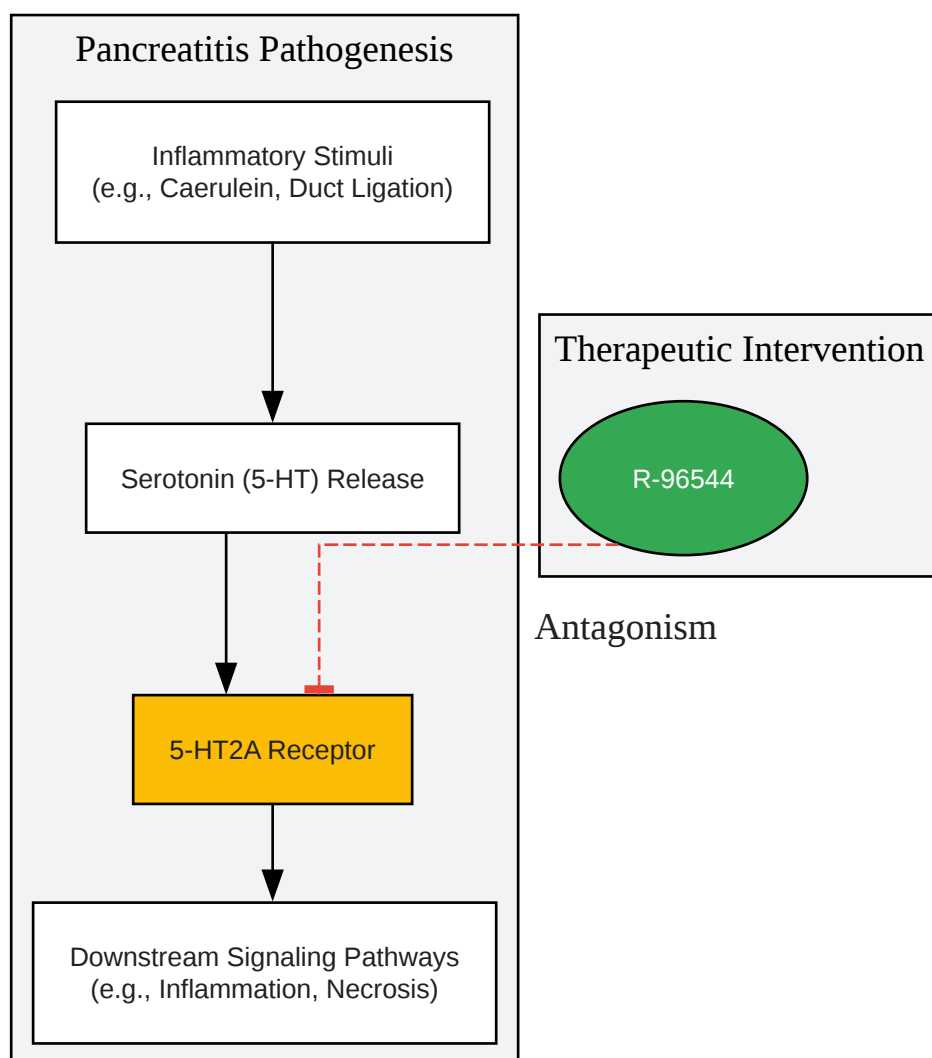 Pancreatitis Pathogenesis
Inflammatory Stimuli
(e.g., Caerulein, Duct Ligation)
Serotonin (5-HT) Release
5-HT2A Receptor
Downstream Signaling Pathways
(e.g., Inflammation, Necrosis)
Therapeutic Intervention
R-96544
Antagonism